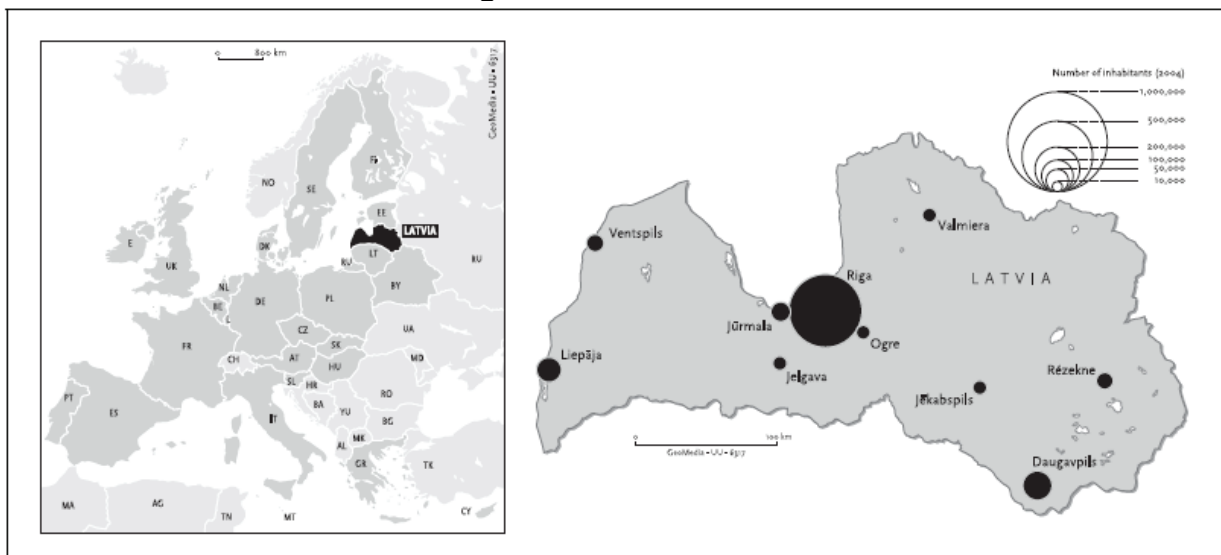 0 800 km
GeoMedia • UU • 6317
NO
SE
FI
EE
LATVIA
RU
LT
DK
E
UK
NL
BE
L
DE
PL
BY
RU
FR
CZ
SK
UA
CH
AT
HU
MD
SL
HR
RO
BA
YU
BG
PT
ES
IT
AL
MK
GR
TK
MA
AG
TN
MT
CY
Number of inhabitants (2004)
1,000,000
500,000
200,000
100,000
50,000
10,000
Ventspils
Valmiera
Riga
LATVIA
Jūrmala
Ogre
Liepāja
Jelgava
Jēkabspils
Rézekne
0 100 km
GeoMedia • UU • 6317
Daugavpils